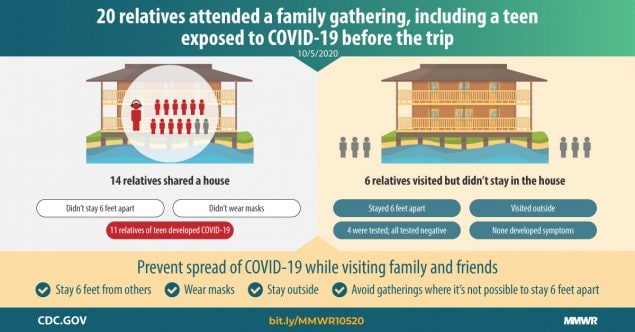 20 relatives attended a family gathering, including a teen
exposed to COVID-19 before the trip
10/5/2020
14 relatives shared a house
Didn't stay 6 feet apart
Didn't wear masks
11 relatives of teen developed COVID-19
6 relatives visited but didn't stay in the house
Stayed 6 feet apart
Visited outside
4 were tested; all tested negative
None developed symptoms
Prevent spread of COVID-19 while visiting family and friends
Stay 6 feet from others
Wear masks
Stay outside
Avoid gatherings where it's not possible to stay 6 feet apart
CDC.GOV
bit.ly/MMWR10520
MMWR